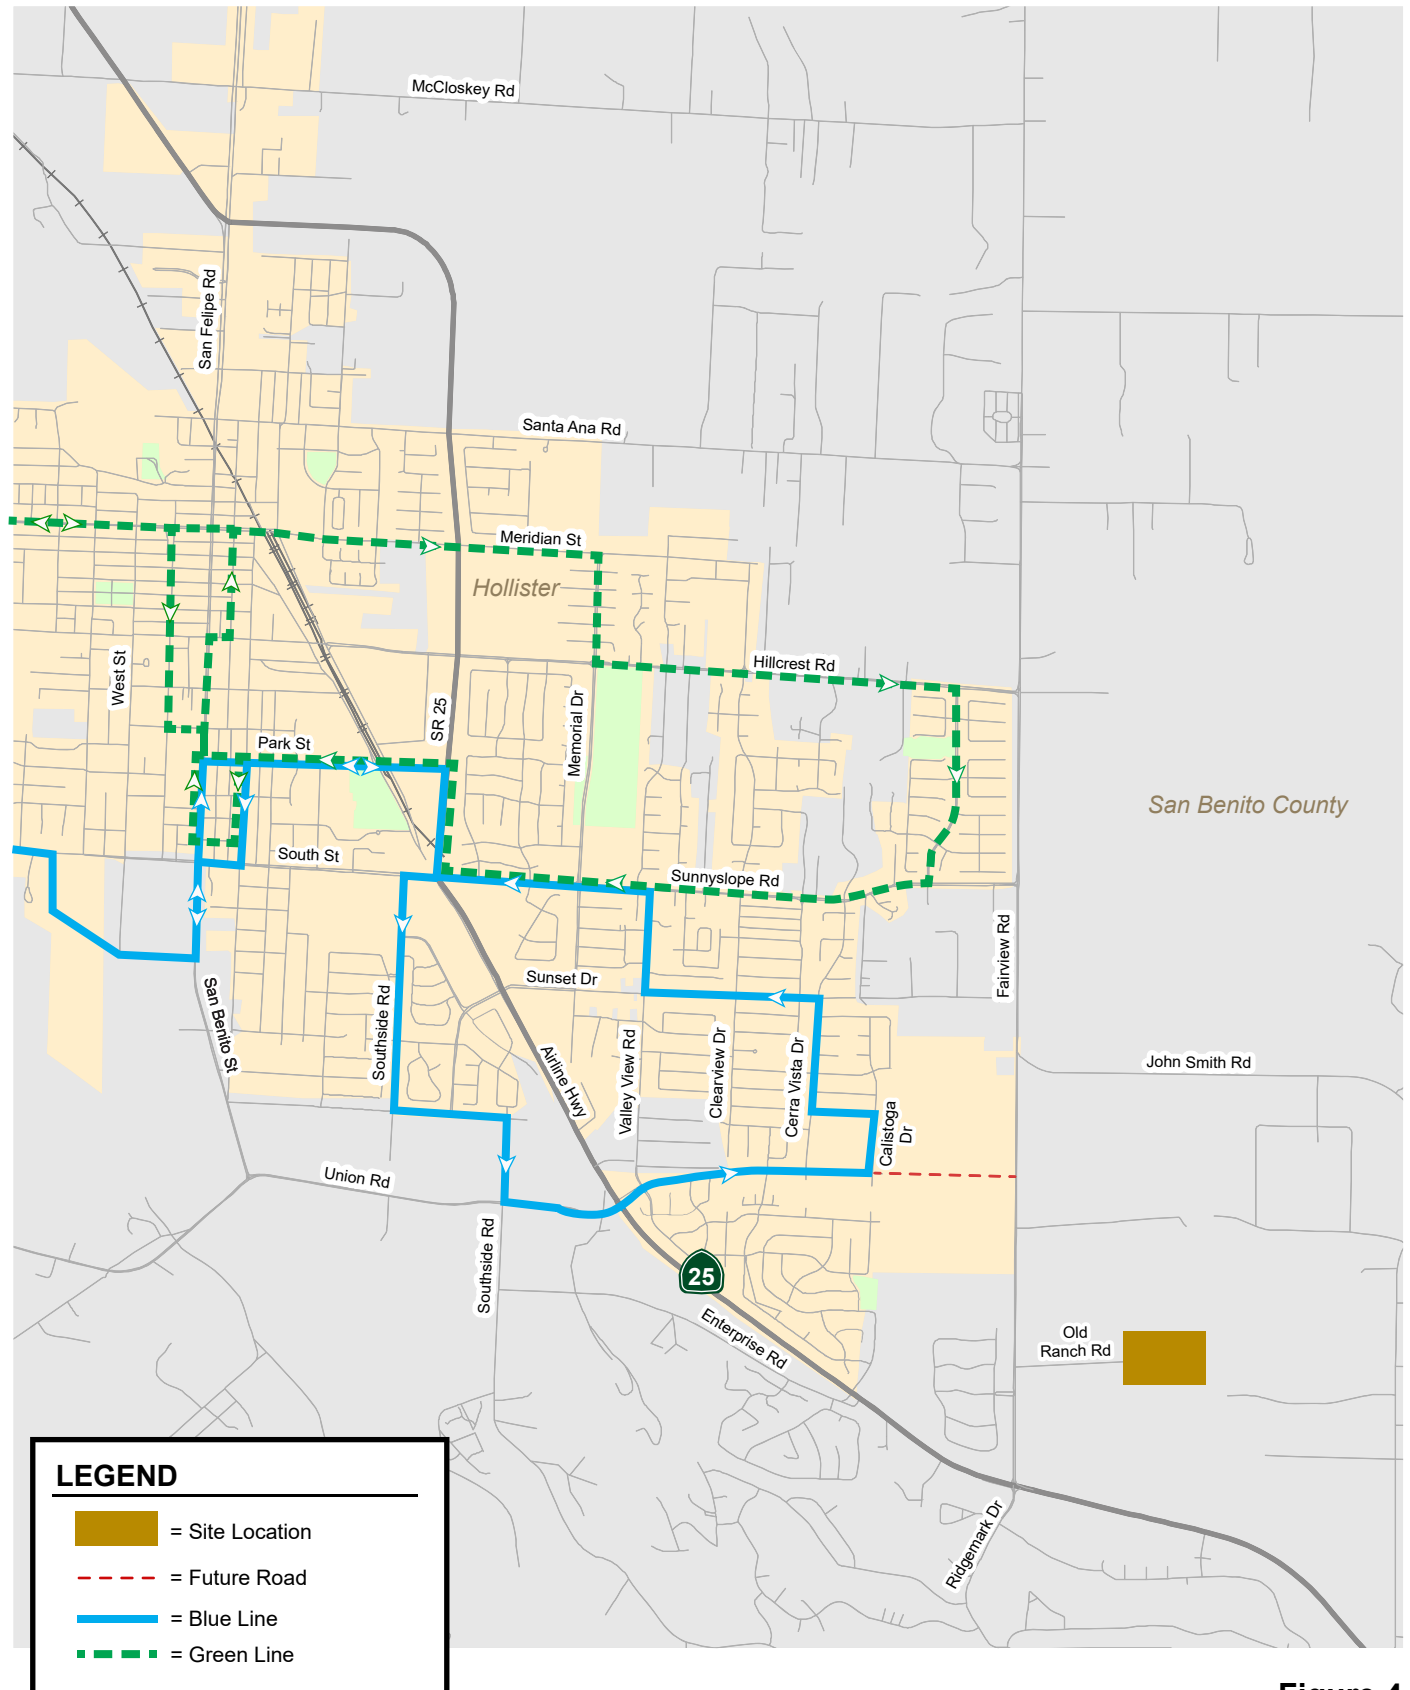 McCloskey Rd
San Felipe Rd
Santa Ana Rd
Meridian St
Hollister
West St
Hillcrest Rd
SR 25
Memorial Dr
Park St
San Benito County
South St
Sunnyslope Rd
Fairview Rd
Sunset Dr
San Benito St
Southside Rd
Airline Hwy
Valley View Rd
Clearview Dr
Cerra Vista Dr
Calistoga
Dr
John Smith Rd
Union Rd
Southside Rd
25
Enterprise Rd
Old
Ranch Rd
Ridgemark Dr
LEGEND
= Site Location
= Future Road
= Blue Line
= Green Line
Figure 4